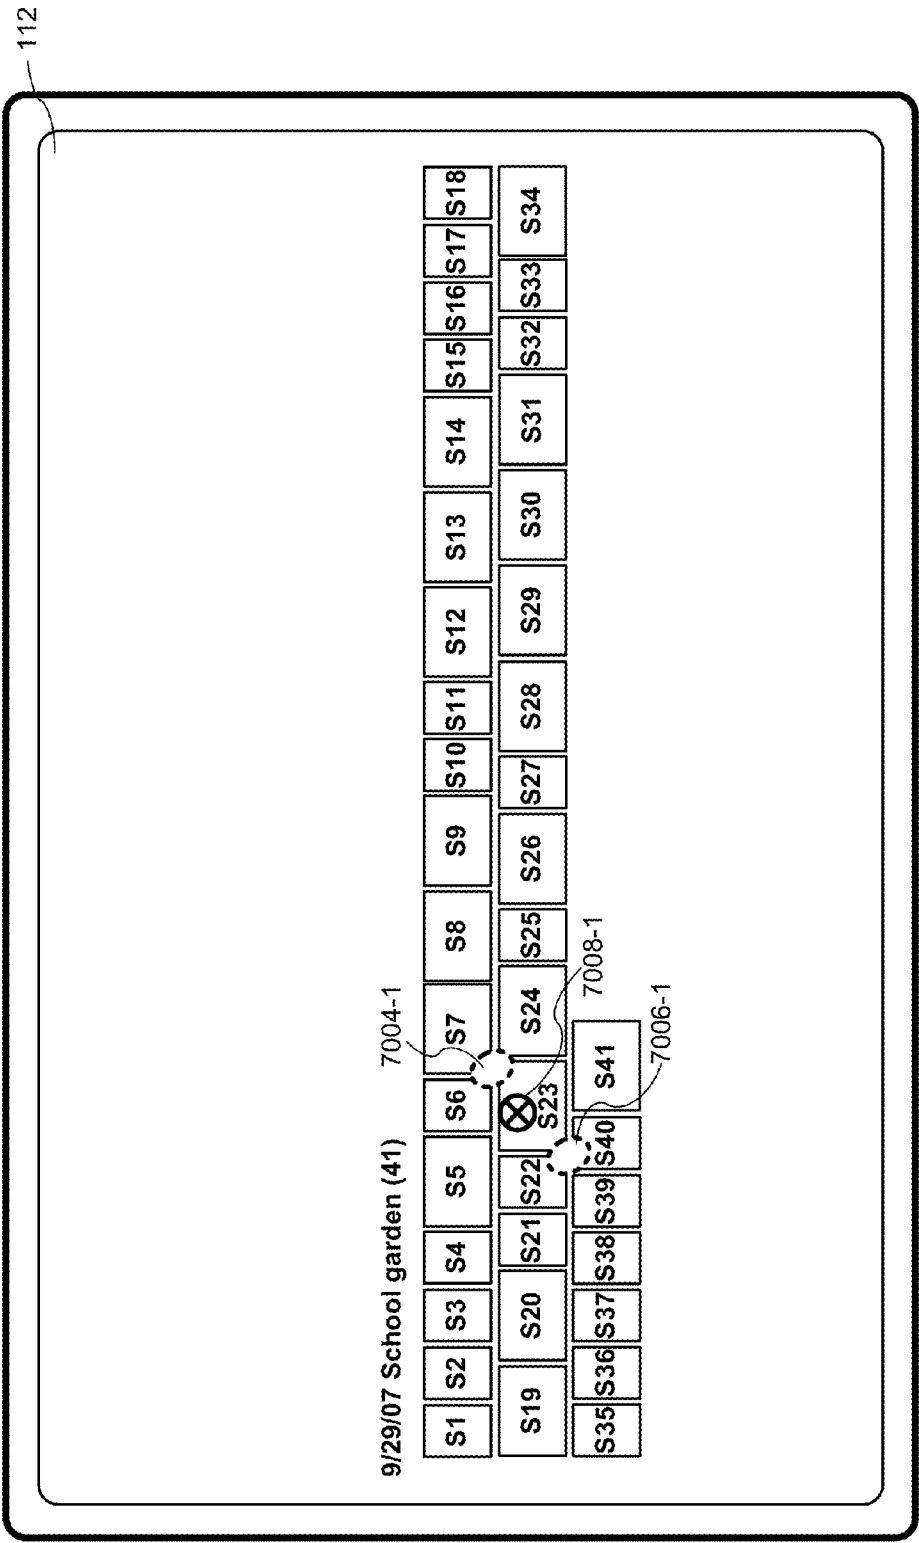 112
9/29/07 School garden (41)
7004-1
S1 S2 S3 S4 S5 S6 S7 S8 S9 S10 S11 S12 S13 S14 S15 S16 S17 S18
S19 S20 S21 S22 S23 S24 S25 S26 S27 S28 S29 S30 S31 S32 S33 S34
7008-1
S35 S36 S37 S38 S39 S40 S41
7006-1